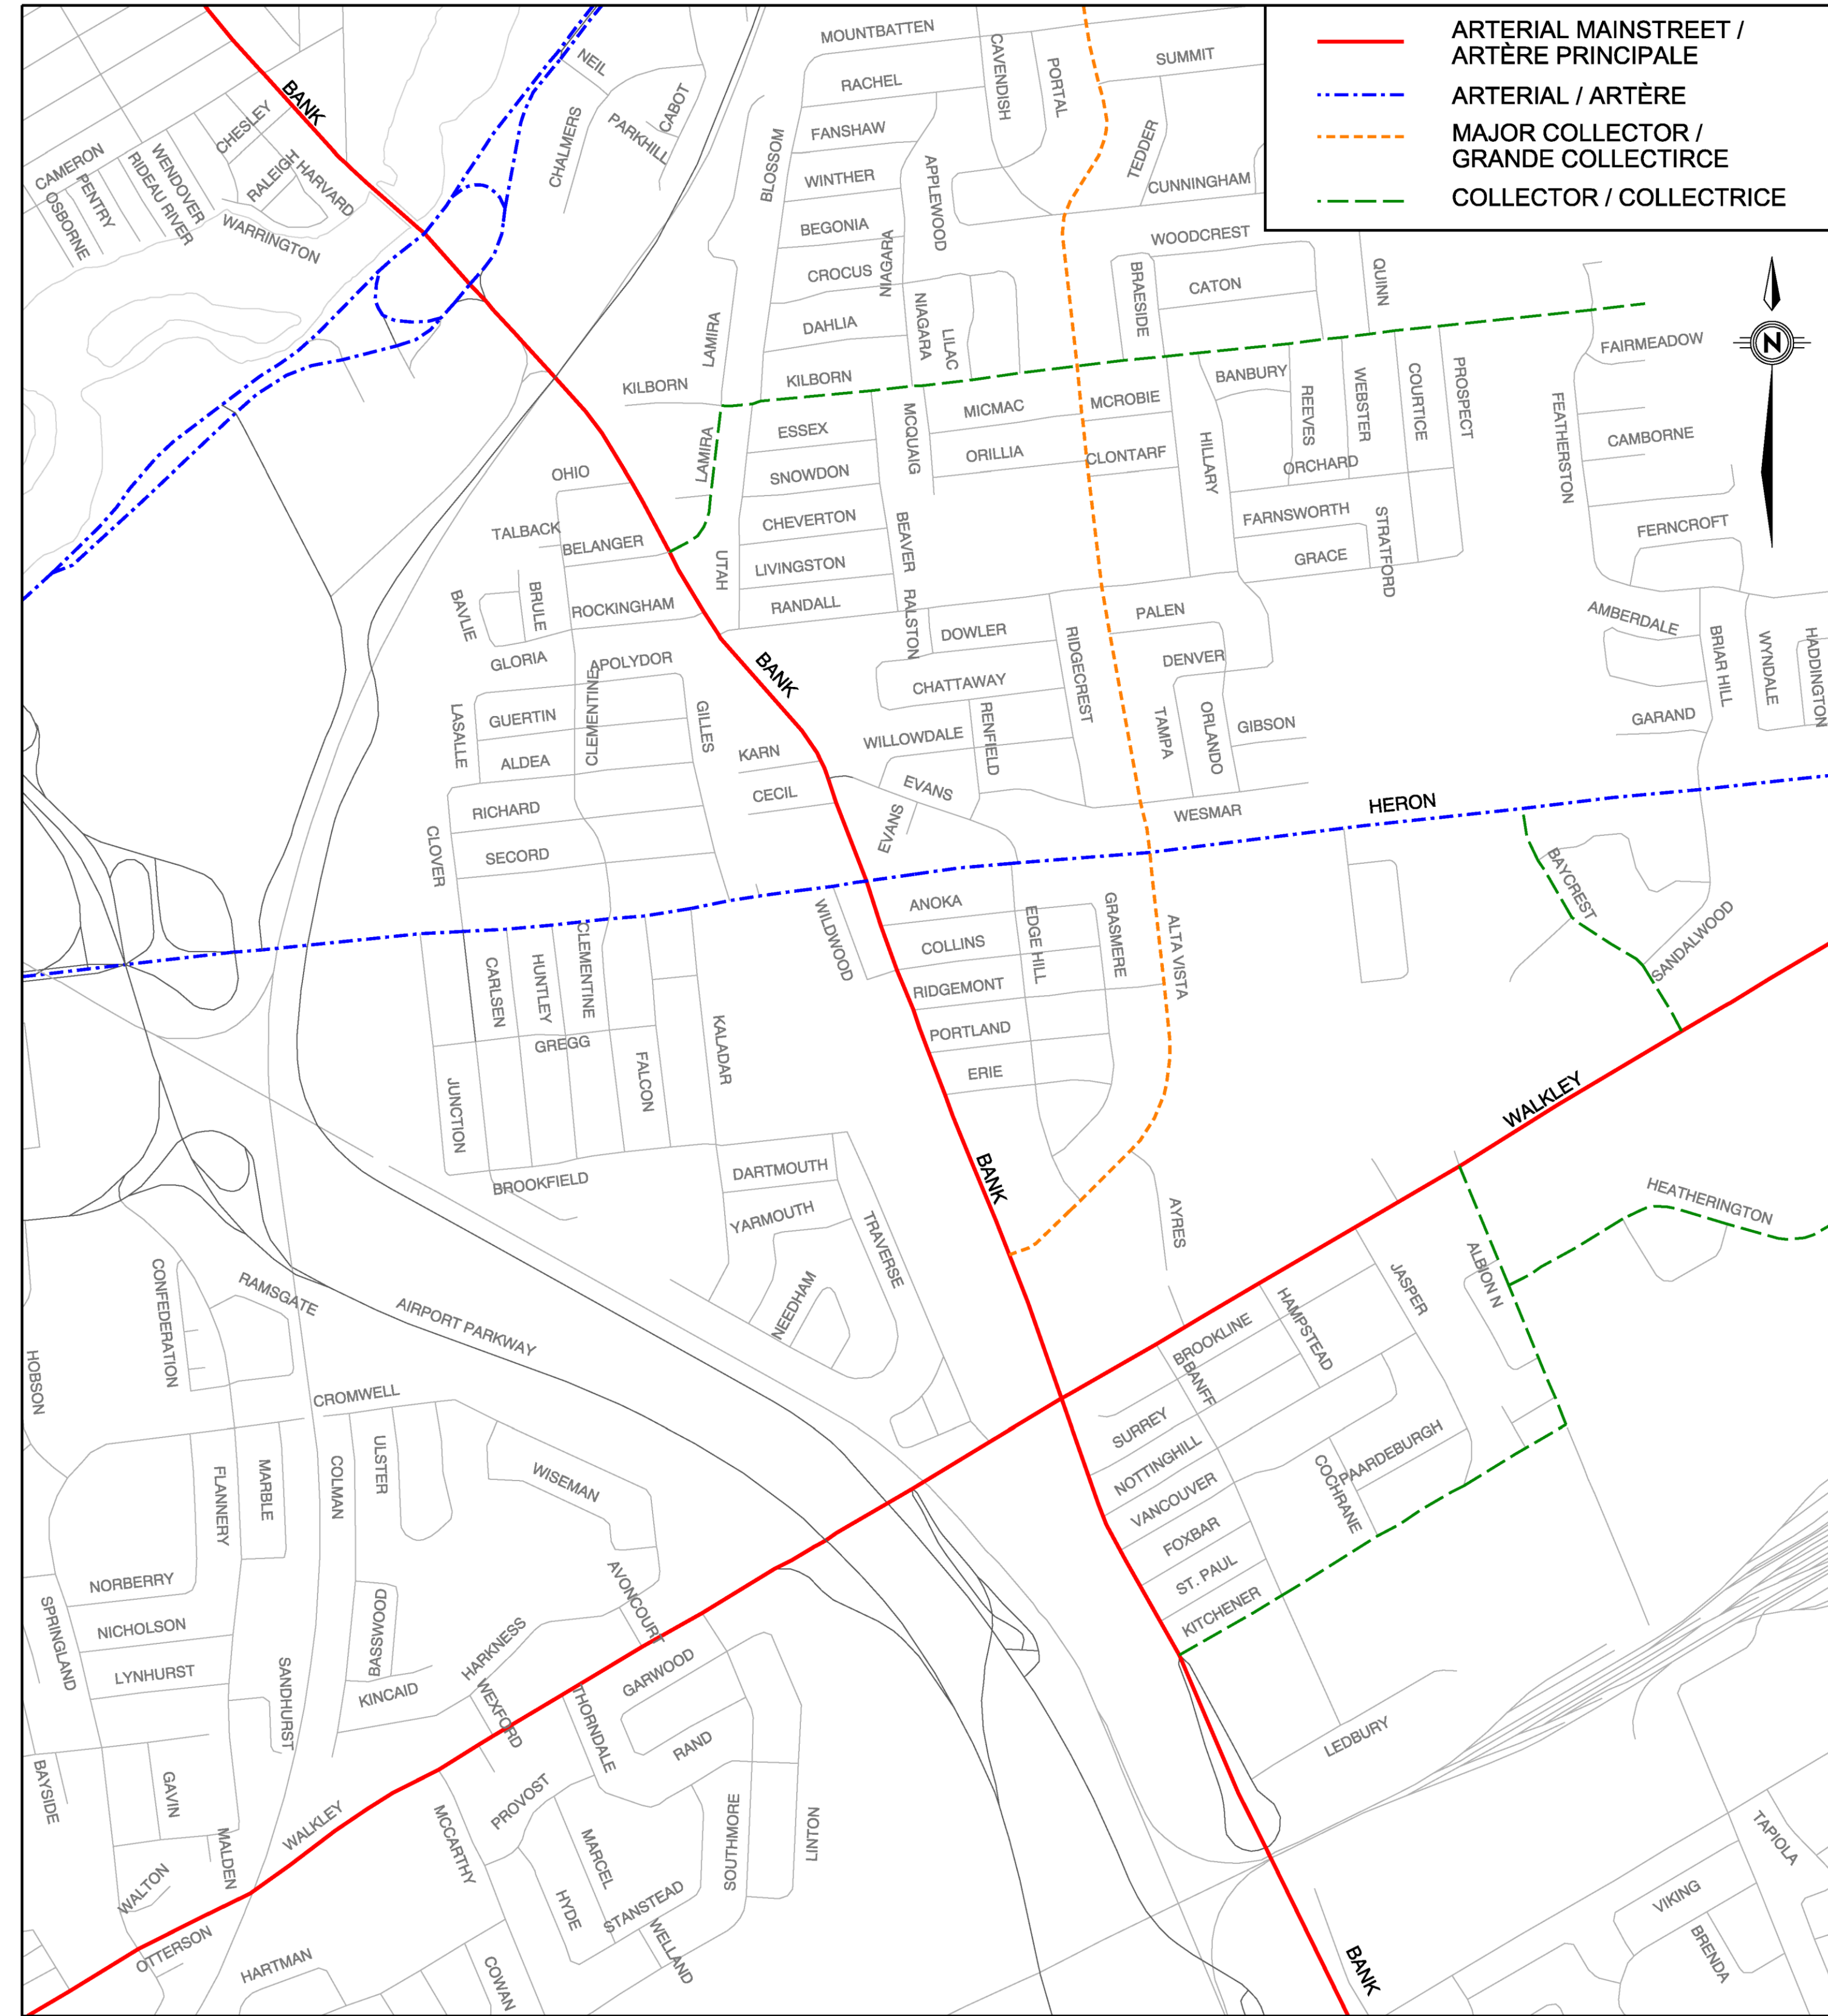 ARTERIAL MAINSTREET /
ARTÈRE PRINCIPALE
ARTERIAL / ARTÈRE
MAJOR COLLECTOR /
GRANDE COLLECTIRCE
COLLECTOR / COLLECTRICE
N
MOUNTBATTEN
CAVENDISH
PORTAL
SUMMIT
NEIL
RACHEL
CABOT
BANK
CHESLEY
CHALMERS
PARKHILL
FANSHAW
TEDDER
BLOSSOM
CAMERON
WENDOVER
RALEIGH
HARVARD
PENTRY
RIDEAU RIVER
OSBORNE
WARRINGTON
WINTHER
APPLEWOOD
CUNNINGHAM
BEGONIA
WOODCREST
NIAGARA
CROCUS
BRAESIDE
CATON
QUINN
DAHLIA
NIAGARA
LILAC
LAMIRA
FAIRMEADOW
KILBORN
KILBORN
BANBURY
REEVES
WEBSTER
COURTICE
PROSPECT
MICMAC
MCROBIE
MCQUAIG
ESSEX
LAMIRA
ORILLIA
CLONTARF
HILLARY
ORCHARD
FEATHERSTON
CAMBORNE
OHIO
SNOWDON
CHEVERTON
FARNSWORTH
STRATFORD
FERNCROFT
TALBACK
BELANGER
BEAVER
UTAH
LIVINGSTON
GRACE
BAVLIE
BRULE
ROCKINGHAM
RANDALL
RALSTON
DOWLER
PALEN
AMBERDALE
BRIAR HILL
WYNDALE
HADDINGTON
GLORIA
APOLYDOR
BANK
RIDGECREST
DENVER
CHATTAWAY
CLEMENTINE
LASALLE
GUERTIN
GILLES
RENFIELD
TAMPA
ORLANDO
GIBSON
GARAND
WILLOWDALE
KARN
ALDEA
EVANS
CECIL
RICHARD
EVANS
WESMAR
HERON
CLOVER
SECORD
BAYCREST
WILDWOOD
ANOKA
EDGE HILL
GRASMERE
ALTA VISTA
SANDALWOOD
COLLINS
CARLSEN
HUNTLEY
CLEMENTINE
RIDGEMONT
PORTLAND
GREGG
KALADAR
FALCON
JUNCTION
ERIE
WALKLEY
BROOKFIELD
DARTMOUTH
BANK
YARMOUTH
TRAVERSE
AYRES
HEATHERINGTON
ALBION N
CONFEDERATION
RAMSGATE
AIRPORT PARKWAY
NEEDHAM
JASPER
HAMPSTEAD
BROOKLINE
BANFF
HOBSON
CROMWELL
SURREY
NOTTINGHILL
VANCOUVER
COCHRANE
PAARDEBURGH
FLANNERY
MARBLE
COLMAN
ULSTER
WISEMAN
FOXBAR
ST. PAUL
KITCHENER
NORBERRY
AVONCOURT
SPRINGLAND
NICHOLSON
BASSWOOD
LYNHURST
SANDHURST
KINCAID
HARKNESS
WEXFORD
THORNDALE
GARWOOD
RAND
LEDBURY
BAYSIDE
GAVIN
MALDEN
WALKLEY
MCCARTHY
PROVOST
MARCEL
SOUTHMORE
LINTON
TAPIOLA
WALTON
HYDE
STANSTEAD
WELLAND
VIKING
BRENDA
OTTERSON
HARTMAN
COWAN
BANK